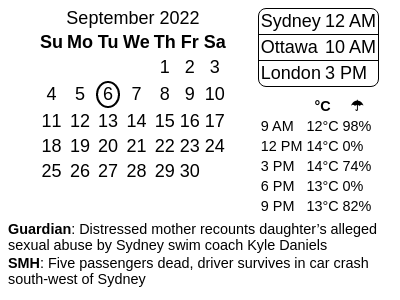 September 2022
Su Mo Tu We Th Fr Sa
1 2 3
4 5 6 7 8 9 10
11 12 13 14 15 16 17
18 19 20 21 22 23 24
25 26 27 28 29 30
Sydney 12 AM
Ottawa 10 AM
London 3 PM
°C ☂
9 AM 12°C 98%
12 PM 14°C 0%
3 PM 14°C 74%
6 PM 13°C 0%
9 PM 13°C 82%
Guardian: Distressed mother recounts daughter’s alleged
sexual abuse by Sydney swim coach Kyle Daniels
SMH: Five passengers dead, driver survives in car crash
south-west of Sydney